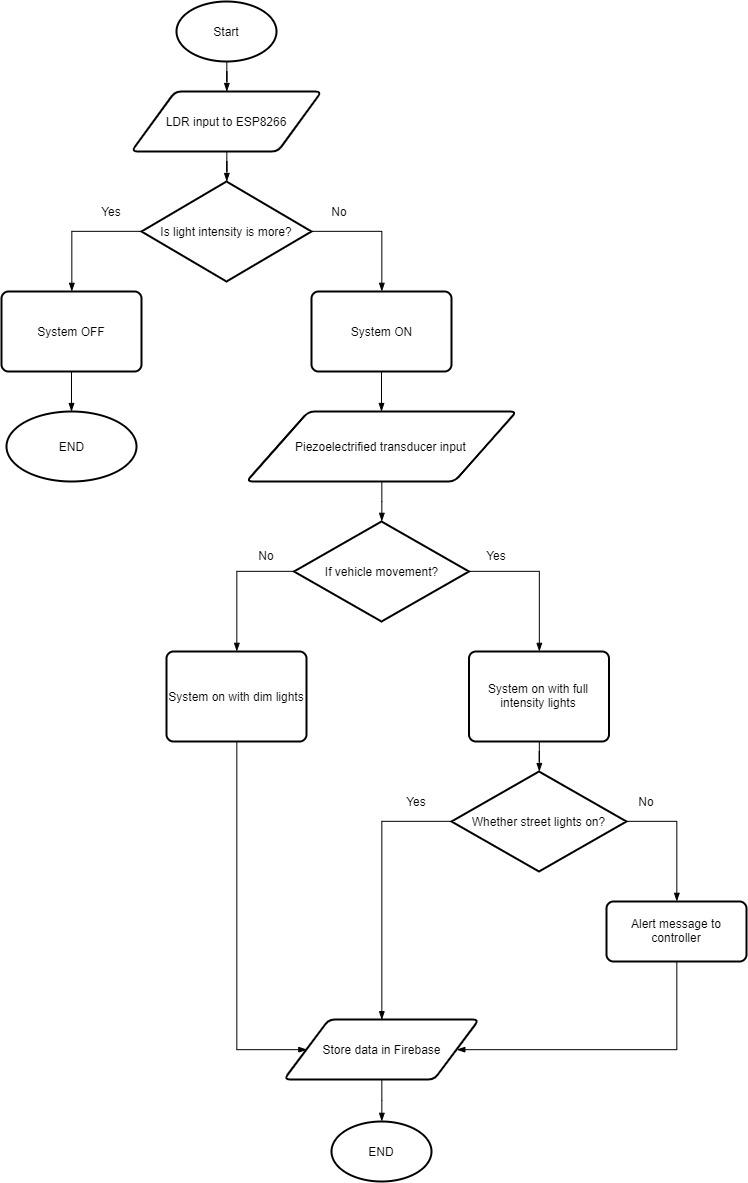 Start
LDR input to ESP8266
Is light intensity is more?
Yes
No
System OFF
System ON
END
Piezoelectrified transducer input
If vehicle movement?
No
Yes
System on with dim lights
System on with full
intensity lights
Whether street lights on?
Yes
No
Alert message to
controller
Store data in Firebase
END